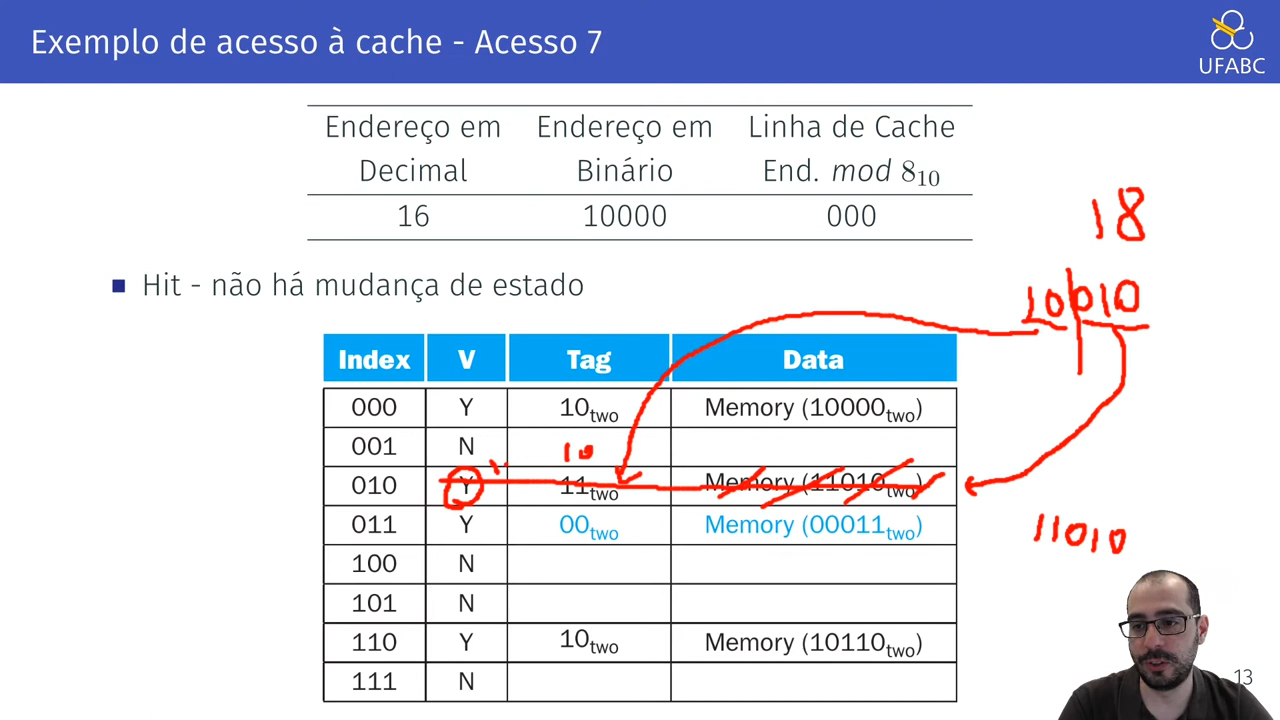 Exemplo de acesso à cache - Acesso 7
UFABC
Endereço em Decimal Endereço em Binário Linha de Cache End. mod 8₁₀
16 10000 000
Hit - não há mudança de estado
18
10010
Index V Tag Data
000 Y 10two Memory (10000two)
001 N
10
010 Y 11two Memory (11010two)
011 Y 00two Memory (00011two)
11010
100 N
101 N
110 Y 10two Memory (10110two)
111 N
13